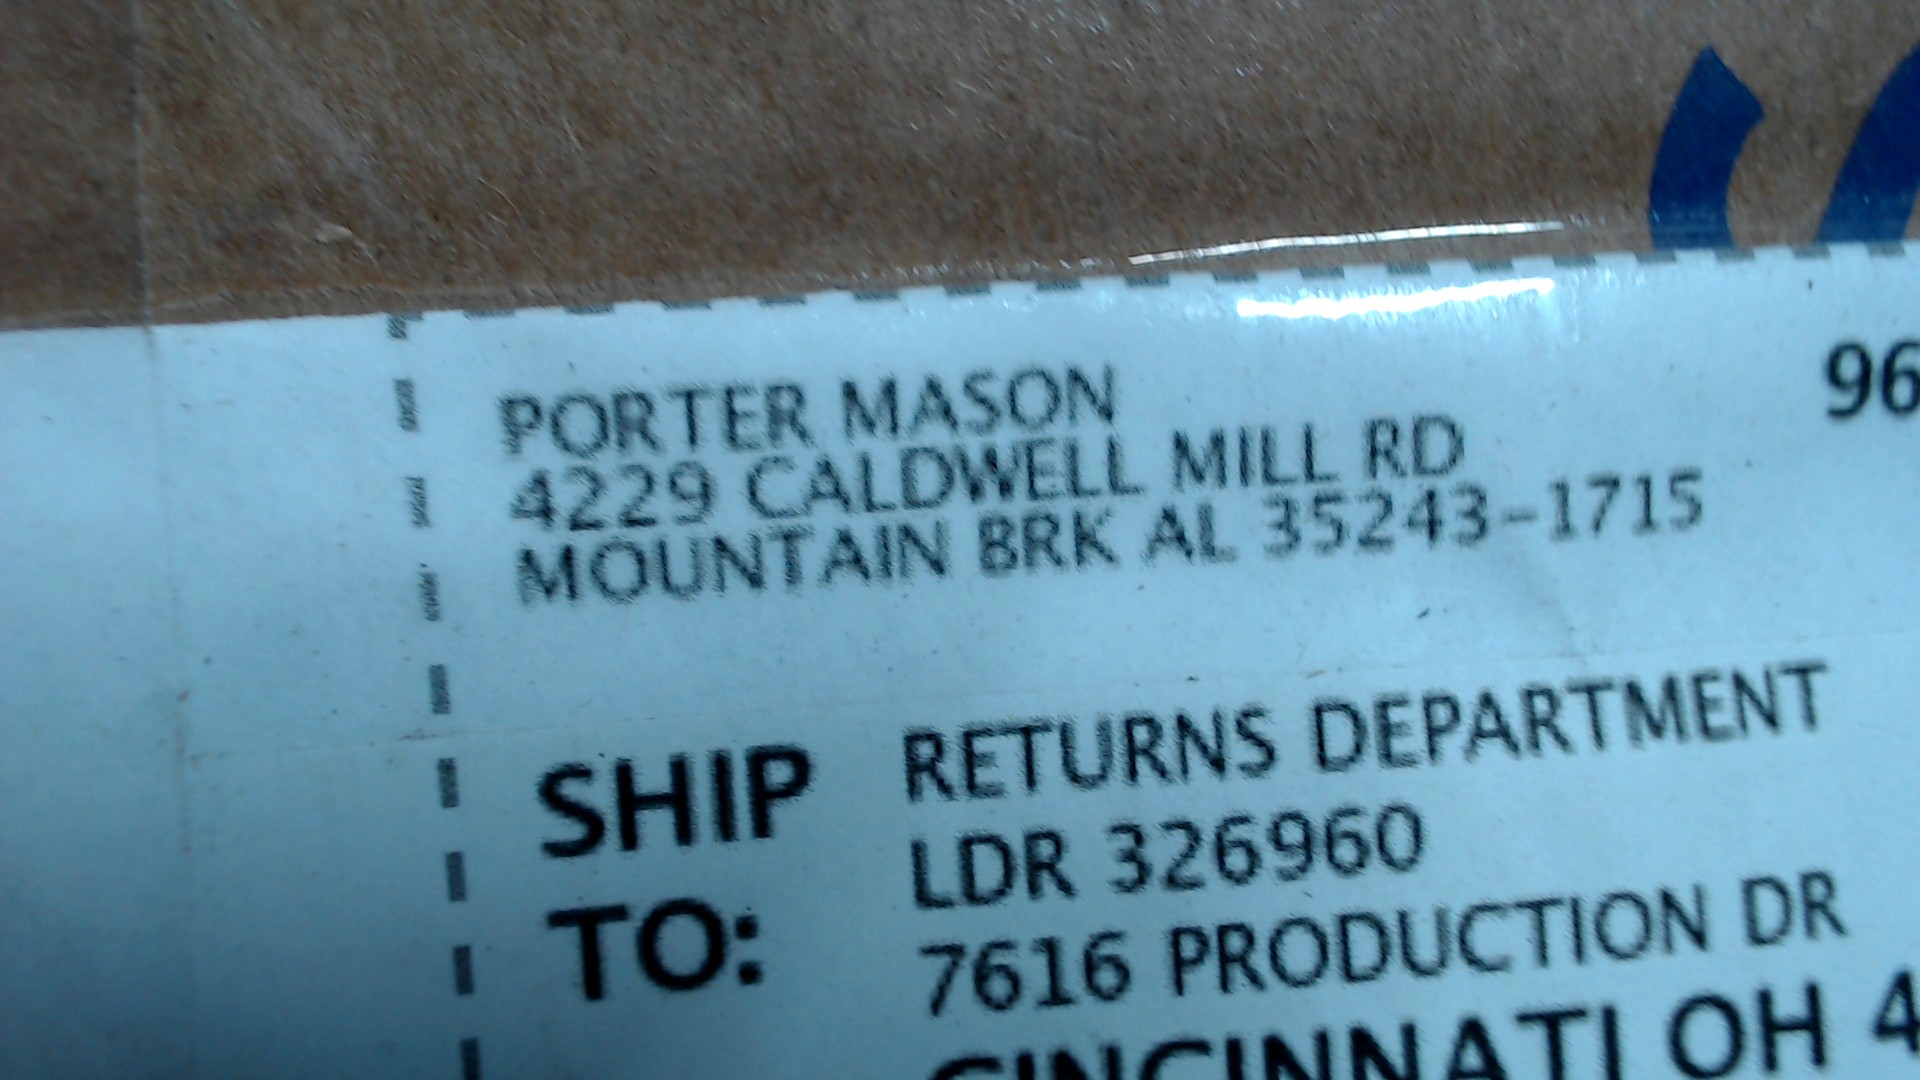 PORTER MASON
4229 CALDWELL MILL RD
MOUNTAIN BRK AL 35243-1715
96
SHIP TO:
RETURNS DEPARTMENT
LDR 326960
7616 PRODUCTION DR
CINCINNATI OH 4